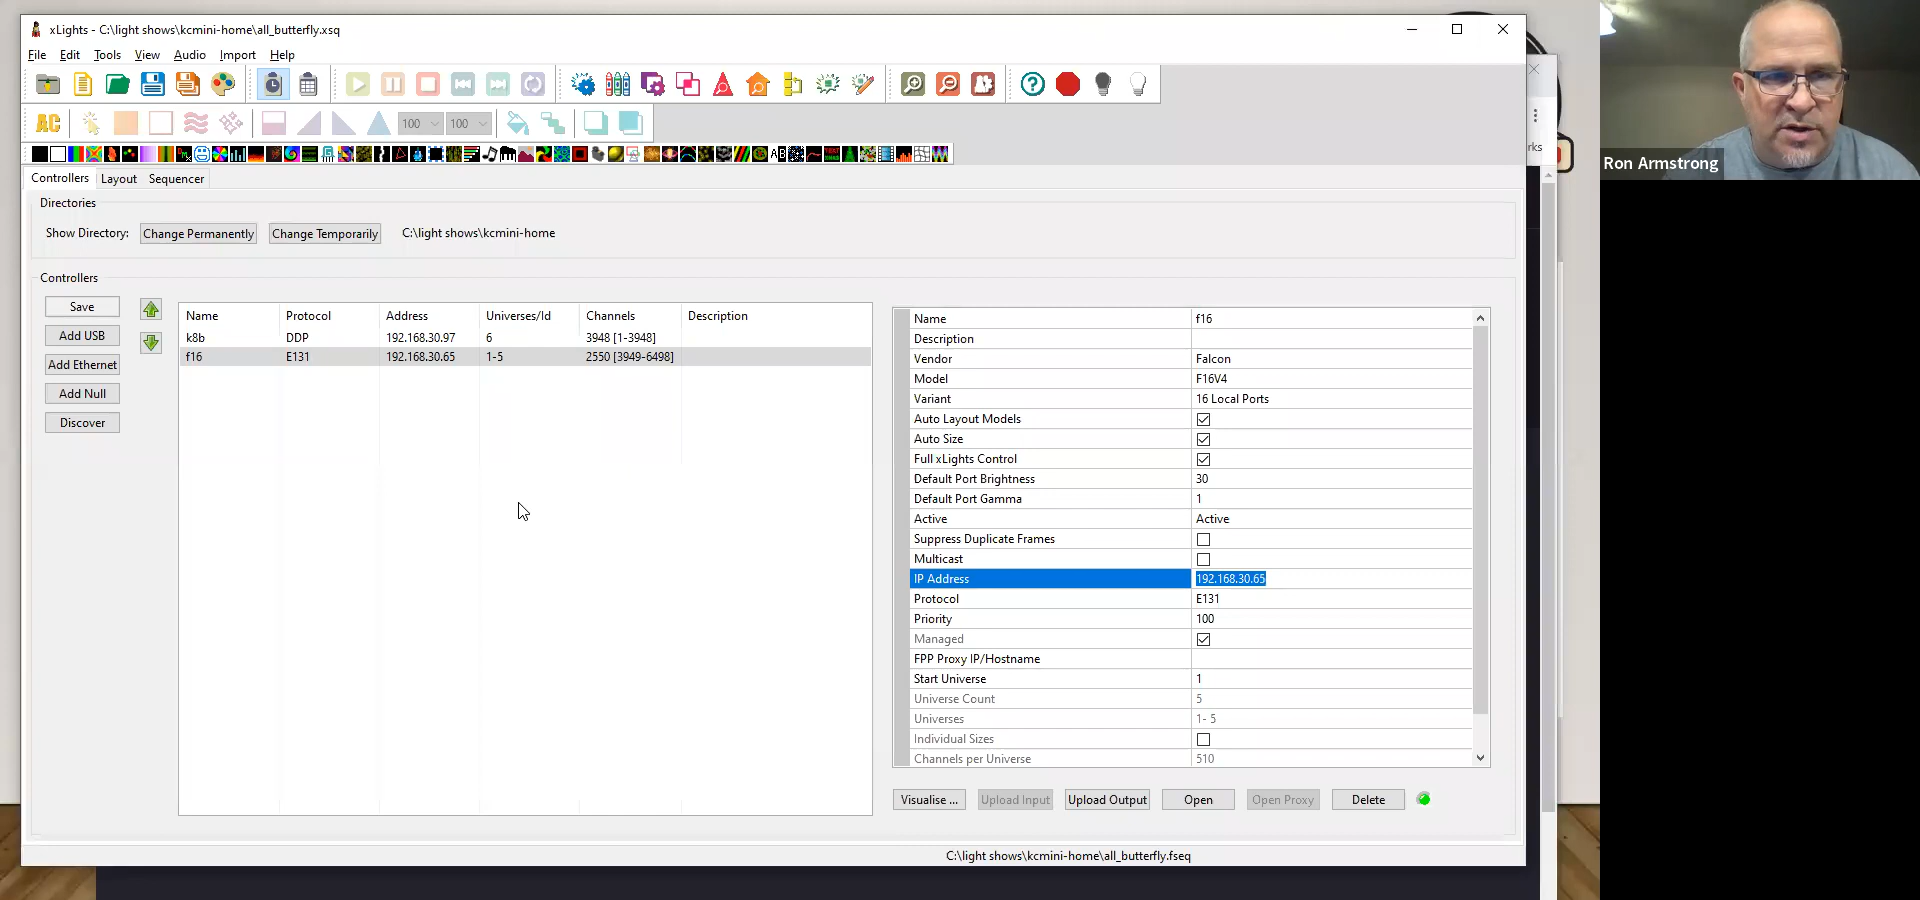 xLights - C:\light shows\kcmini-home\all_butterfly.xsq
File Edit Tools View Audio Import Help
AC 100 100
Controllers Layout Sequencer
Directories
Show Directory: Change Permanently Change Temporarily C:\light shows\kcmini-home
Controllers
Save
Add USB
Add Ethernet
Add Null
Discover
Name Protocol Address Universes/Id Channels Description
k8b DDP 192.168.30.97 6 3948 [1-3948]
f16 E131 192.168.30.65 1-5 2550 [3949-6498]
Name f16
Description
Vendor Falcon
Model F16V4
Variant 16 Local Ports
Auto Layout Models
Auto Size
Full xLights Control
Default Port Brightness 30
Default Port Gamma 1
Active Active
Suppress Duplicate Frames
Multicast
IP Address 192.168.30.65
Protocol E131
Priority 100
Managed
FPP Proxy IP/Hostname
Start Universe 1
Universe Count 5
Universes 1- 5
Individual Sizes
Channels per Universe 510
Visualise ... Upload Input Upload Output Open Open Proxy Delete
C:\light shows\kcmini-home\all_butterfly.fseq
rks
Ron Armstrong